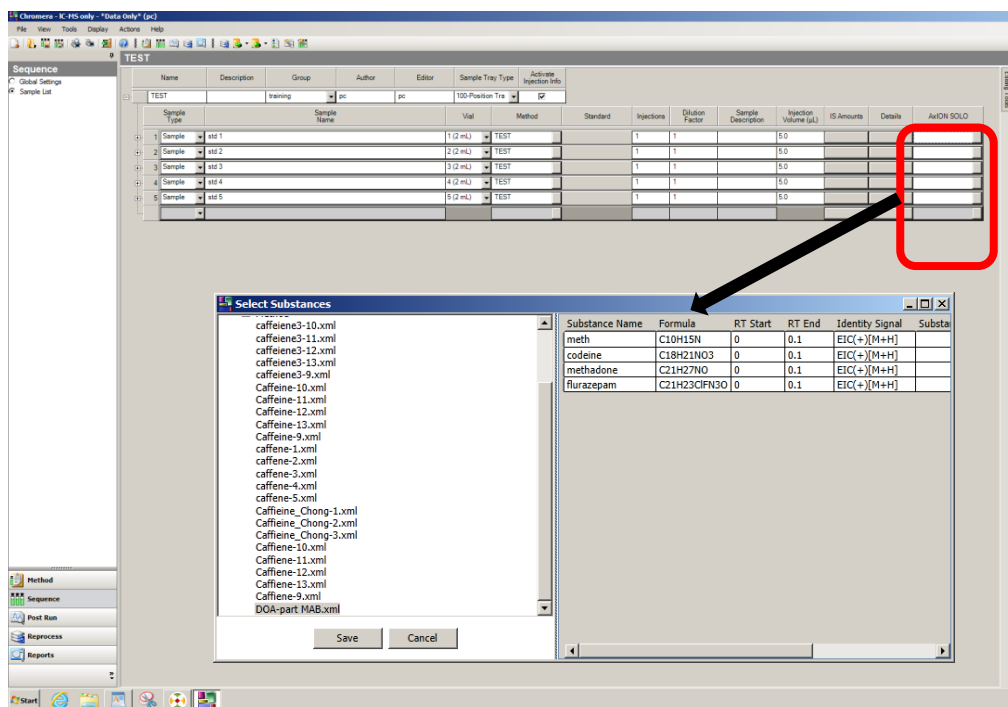 Chromera - IC-MS only - *Data Only* (pc)
File View Tools Display Actions Help
TEST
Sequence
Global Settings
Sample List
Name Description Group Author Editor Sample Tray Type Activate Injection Info
TEST training pc pc 100-Position Tra
Sample Type Sample Name Vial Method Standard Injections Dilution Factor Sample Description Injection Volume (µL) IS Amounts Details AxION SOLO
1 Sample std 1 1 (2 mL) TEST 1 1 5.0
2 Sample std 2 2 (2 mL) TEST 1 1 5.0
3 Sample std 3 3 (2 mL) TEST 1 1 5.0
4 Sample std 4 4 (2 mL) TEST 1 1 5.0
5 Sample std 5 5 (2 mL) TEST 1 1 5.0
Select Substances
caffeiene3-10.xml
caffeiene3-11.xml
caffeiene3-12.xml
caffeiene3-13.xml
caffeiene3-9.xml
Caffeine-10.xml
Caffeine-11.xml
Caffeine-12.xml
Caffeine-13.xml
Caffeine-9.xml
caffene-1.xml
caffene-2.xml
caffene-3.xml
caffene-4.xml
caffene-5.xml
Caffieine_Chong-1.xml
Caffieine_Chong-2.xml
Caffieine_Chong-3.xml
Caffiene-10.xml
Caffiene-11.xml
Caffiene-12.xml
Caffiene-13.xml
Caffiene-9.xml
DOA-part MAB.xml
Save Cancel
Substance Name Formula RT Start RT End Identity Signal Substa
meth C10H15N 0 0.1 EIC(+)[M+H]
codeine C18H21NO3 0 0.1 EIC(+)[M+H]
methadone C21H27NO 0 0.1 EIC(+)[M+H]
flurazepam C21H23ClFN3O 0 0.1 EIC(+)[M+H]
Method
Sequence
Post Run
Reprocess
Reports
Start